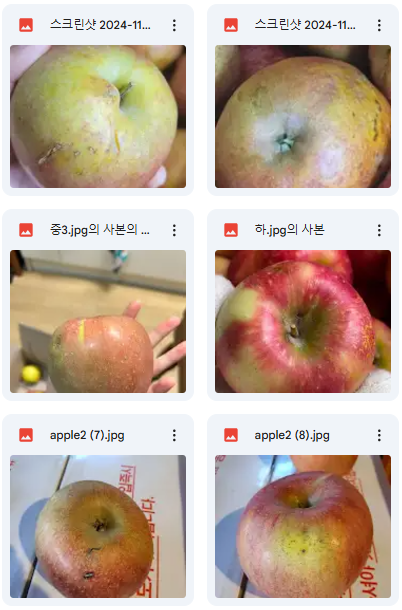 스크린샷 2024-11...
스크린샷 2024-11...
중3.jpg의 사본의 ...
하.jpg의 사본
apple2 (7).jpg
apple2 (8).jpg